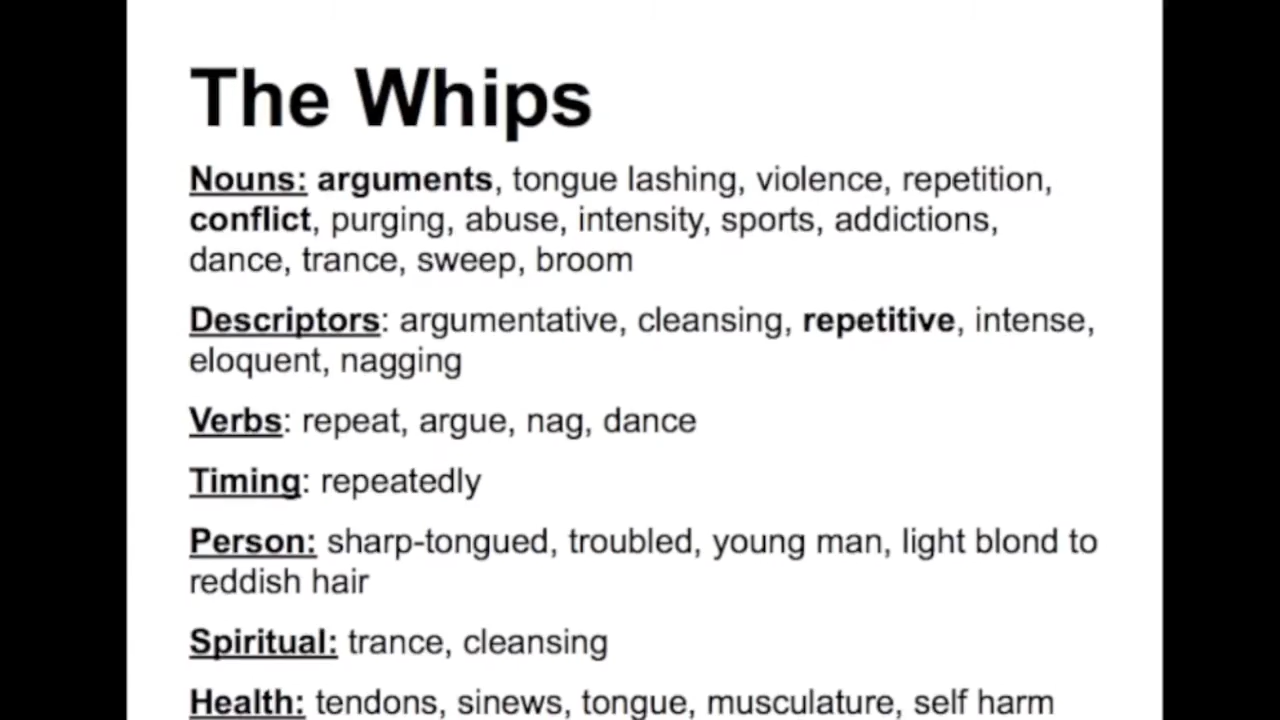 The Whips
Nouns: arguments, tongue lashing, violence, repetition,
conflict, purging, abuse, intensity, sports, addictions,
dance, trance, sweep, broom
Descriptors: argumentative, cleansing, repetitive, intense,
eloquent, nagging
Verbs: repeat, argue, nag, dance
Timing: repeatedly
Person: sharp-tongued, troubled, young man, light blond to
reddish hair
Spiritual: trance, cleansing
Health: tendons, sinews, tongue, musculature, self harm